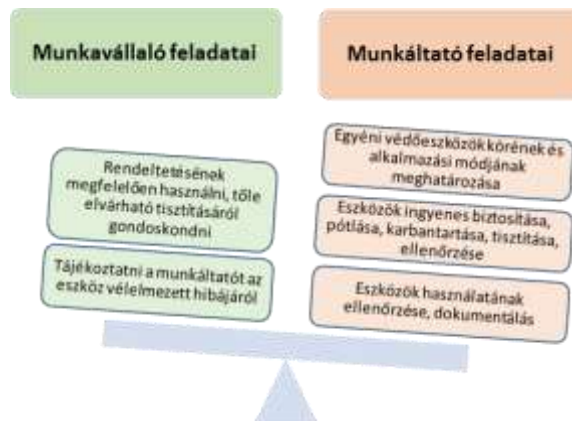 Munkavállaló feladatai
Munkáltató feladatai
Rendeltetésének
megfelelően használni, tőle
elvárható tisztításáról
gondoskondni
Tájékoztatni a munkáltatót az
eszköz vélelmezett hibájáról
Egyéni védőeszközök körének és
alkalmazási módjának
meghatározása
Eszközök ingyenes biztosítása,
pótlása, karbantartása, tisztítása,
ellenőrzése
Eszközök használatának
ellenőrzése, dokumentálás